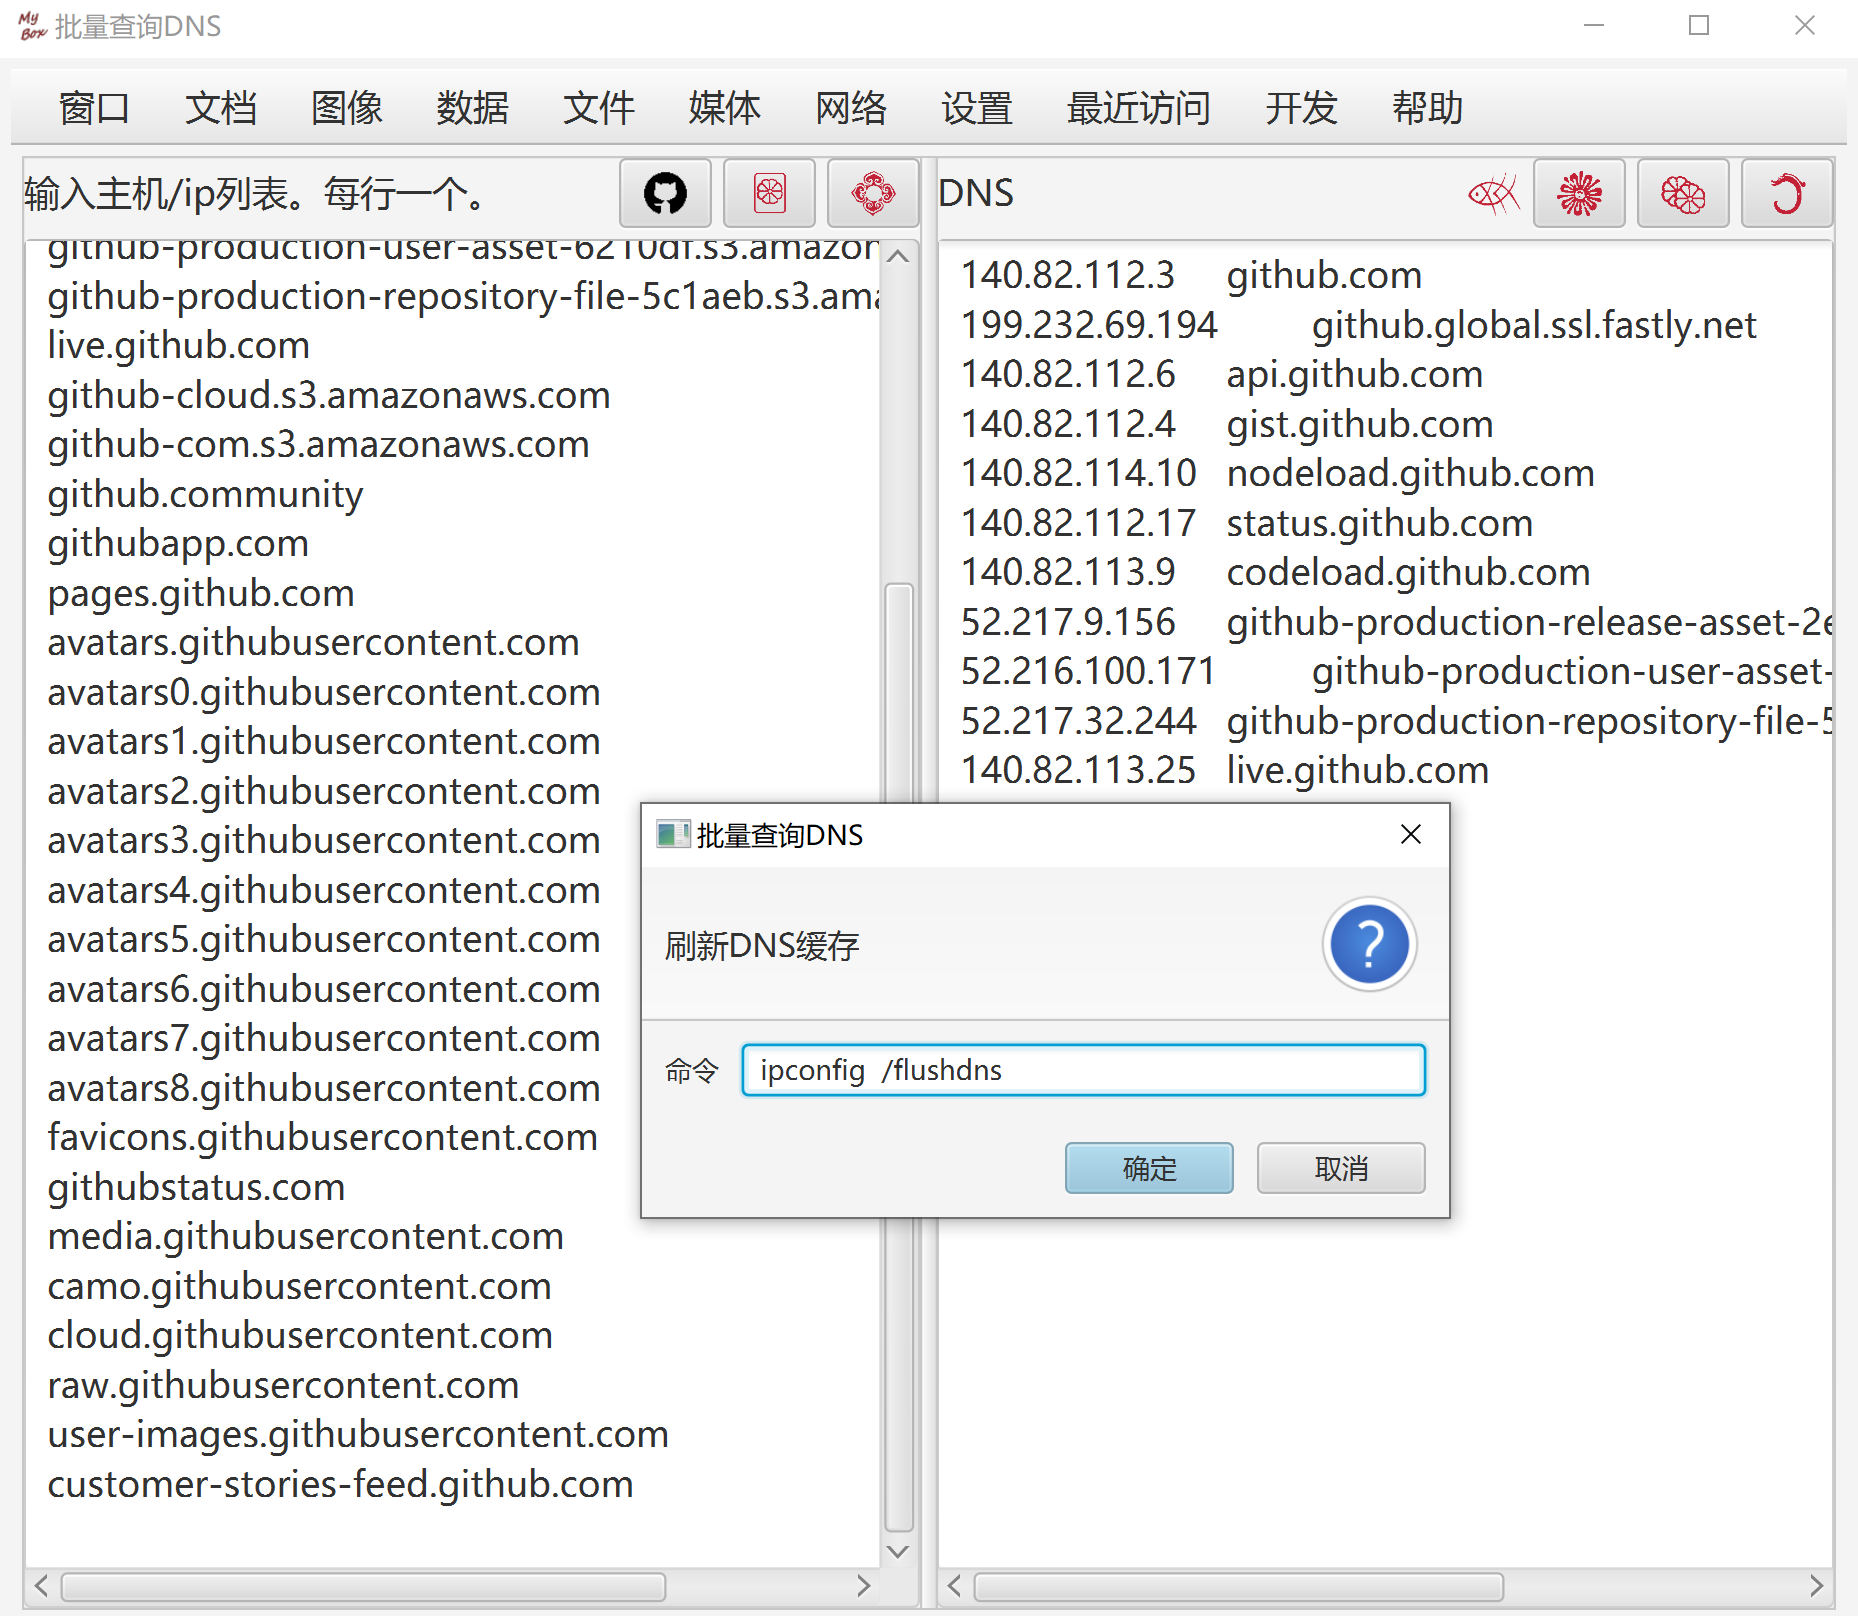 My Box 批量查询DNS
窗口 文档 图像 数据 文件 媒体 网络 设置 最近访问 开发 帮助
输入主机/ip列表。每行一个。
github-production-user-asset-6210df.s3.amazon
github-production-repository-file-5c1aeb.s3.ama
live.github.com
github-cloud.s3.amazonaws.com
github-com.s3.amazonaws.com
github.community
githubapp.com
pages.github.com
avatars.githubusercontent.com
avatars0.githubusercontent.com
avatars1.githubusercontent.com
avatars2.githubusercontent.com
avatars3.githubusercontent.com
avatars4.githubusercontent.com
avatars5.githubusercontent.com
avatars6.githubusercontent.com
avatars7.githubusercontent.com
avatars8.githubusercontent.com
favicons.githubusercontent.com
githubstatus.com
media.githubusercontent.com
camo.githubusercontent.com
cloud.githubusercontent.com
raw.githubusercontent.com
user-images.githubusercontent.com
customer-stories-feed.github.com
DNS
140.82.112.3 github.com
199.232.69.194 github.global.ssl.fastly.net
140.82.112.6 api.github.com
140.82.112.4 gist.github.com
140.82.114.10 nodeload.github.com
140.82.112.17 status.github.com
140.82.113.9 codeload.github.com
52.217.9.156 github-production-release-asset-2e
52.216.100.171 github-production-user-asset-
52.217.32.244 github-production-repository-file-5
140.82.113.25 live.github.com
批量查询DNS
刷新DNS缓存
命令 ipconfig  /flushdns
确定 取消